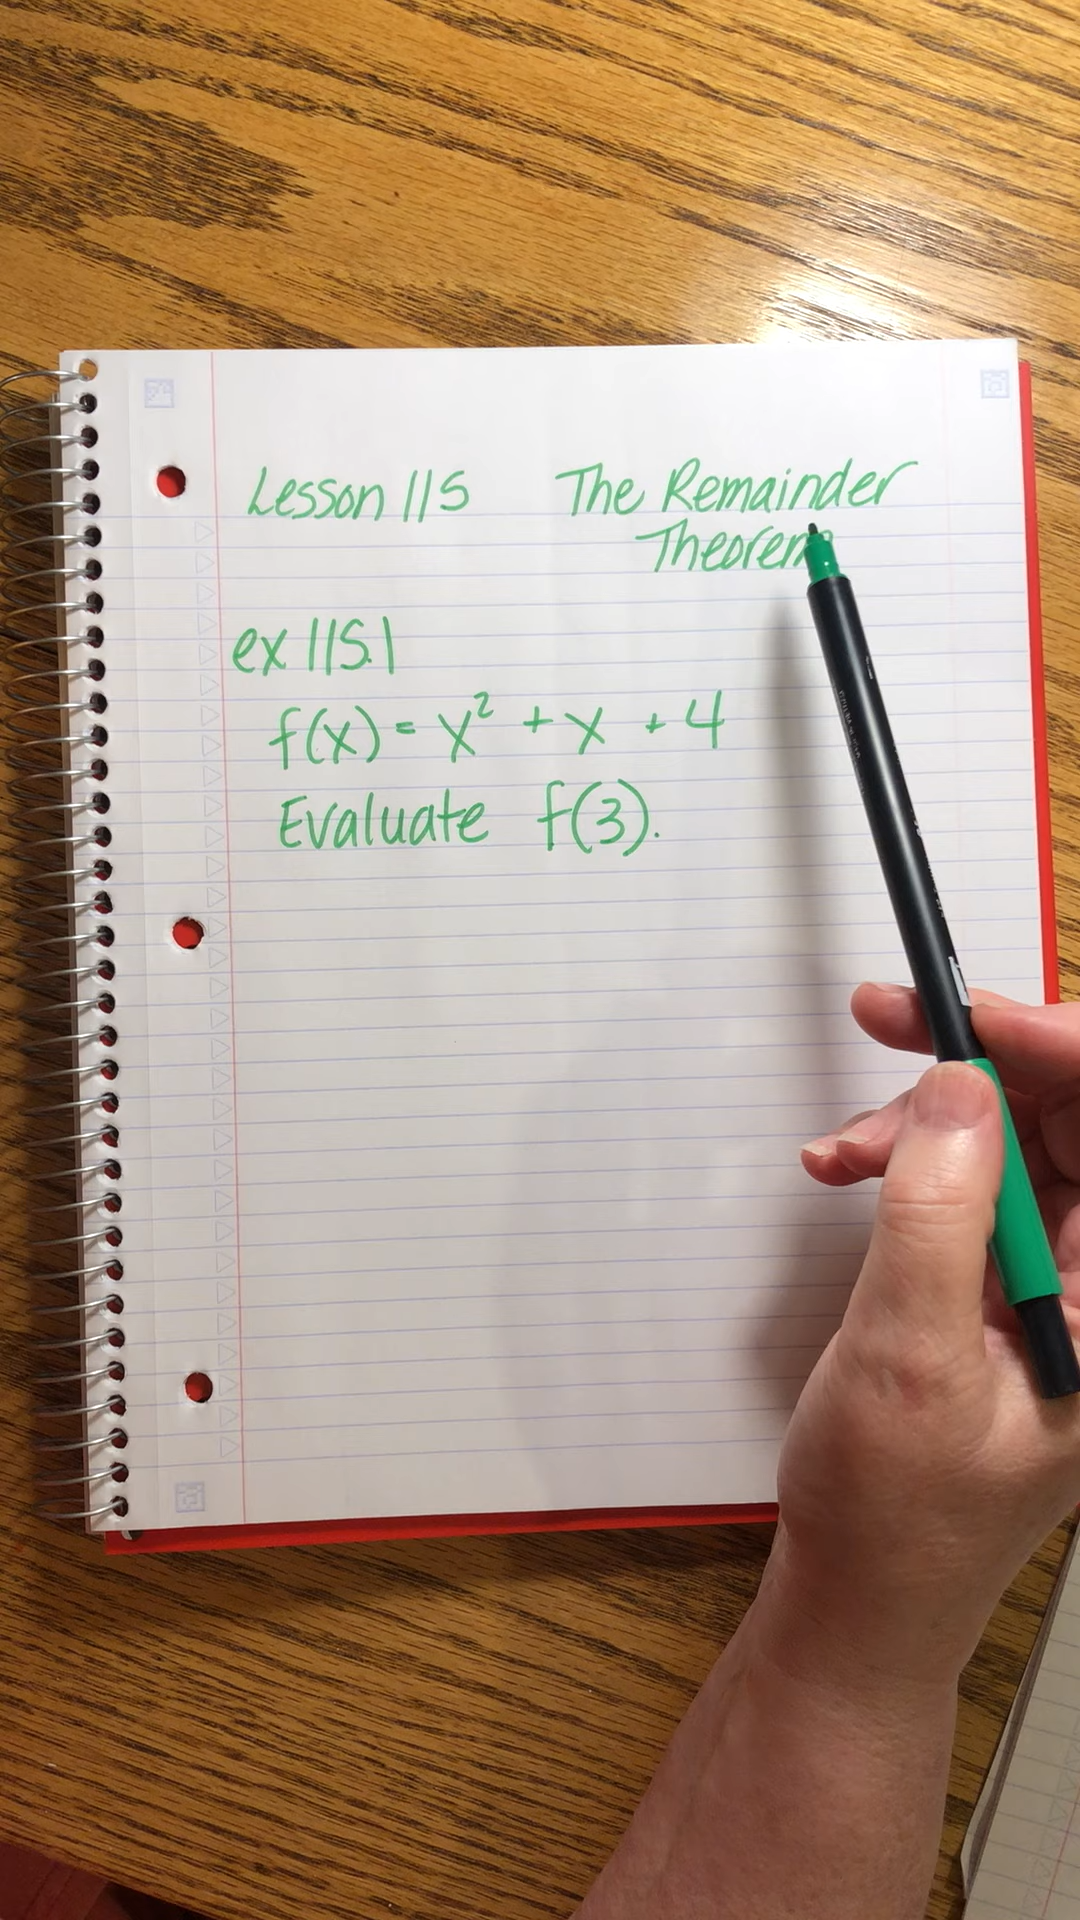 Lesson 115 The Remainder
Theorem
ex 115.1
f(x) = x² + x + 4
Evaluate f(3).